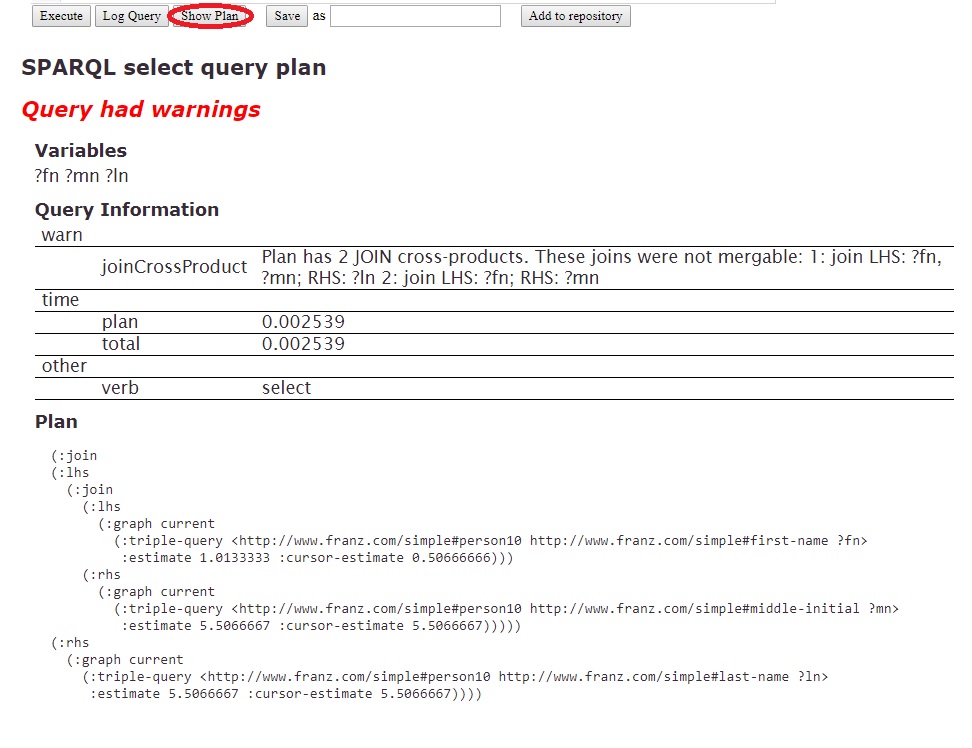 Execute Log Query Show Plan Save as Add to repository
SPARQL select query plan
Query had warnings
Variables
?fn ?mn ?ln
Query Information
warn
joinCrossProduct Plan has 2 JOIN cross-products. These joins were not mergable: 1: join LHS: ?fn,
?mn; RHS: ?ln 2: join LHS: ?fn; RHS: ?mn
time
plan 0.002539
total 0.002539
other
verb select
Plan
(:join
(:lhs
(:join
(:lhs
(:graph current
(:triple-query <http://www.franz.com/simple#person10 http://www.franz.com/simple#first-name ?fn>
:estimate 1.0133333 :cursor-estimate 0.50666666)))
(:rhs
(:graph current
(:triple-query <http://www.franz.com/simple#person10 http://www.franz.com/simple#middle-initial ?mn>
:estimate 5.5066667 :cursor-estimate 5.5066667)))))
(:rhs
(:graph current
(:triple-query <http://www.franz.com/simple#person10 http://www.franz.com/simple#last-name ?ln>
:estimate 5.5066667 :cursor-estimate 5.5066667))))